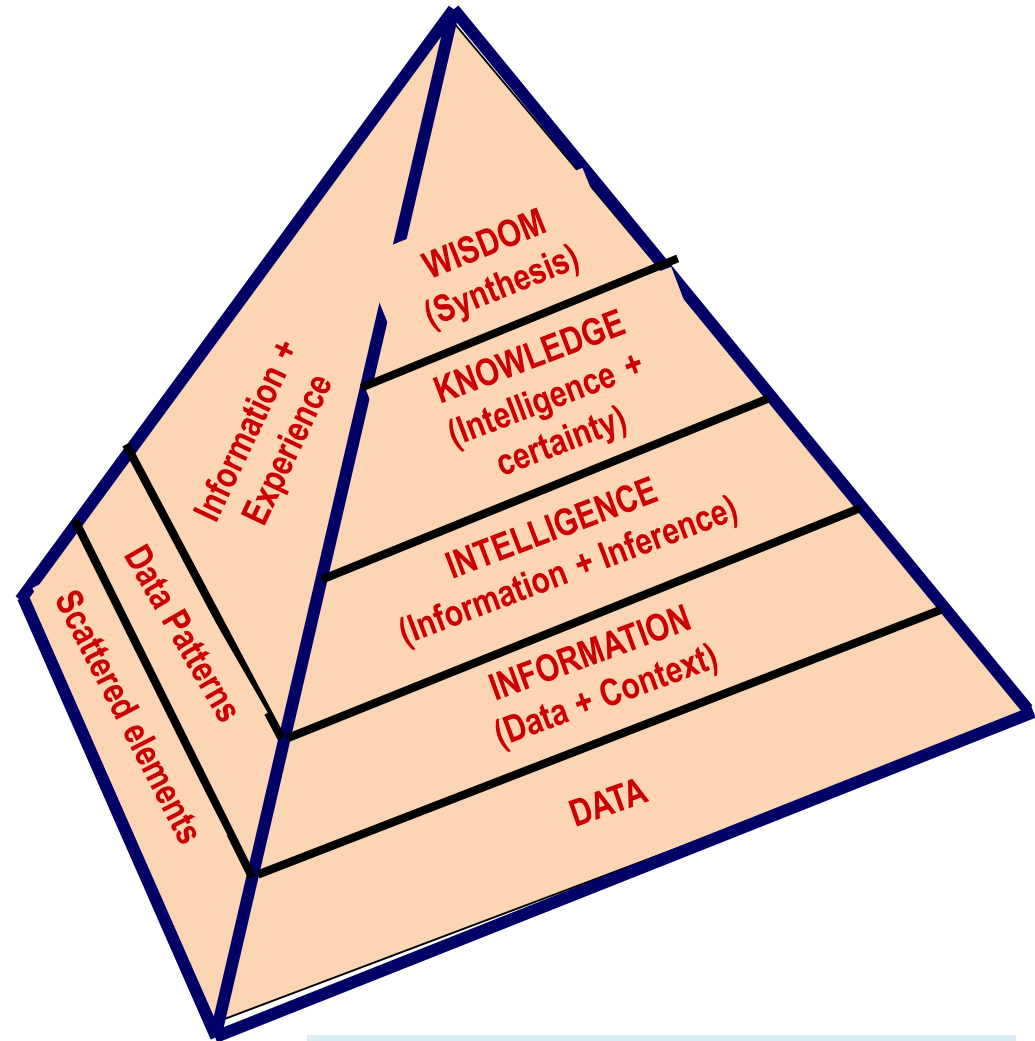 WISDOM
(Synthesis)
KNOWLEDGE
(Intelligence +
certainty)
INTELLIGENCE
(Information + Inference)
INFORMATION
(Data + Context)
DATA
Information +
Experience
Data Patterns
Scattered elements